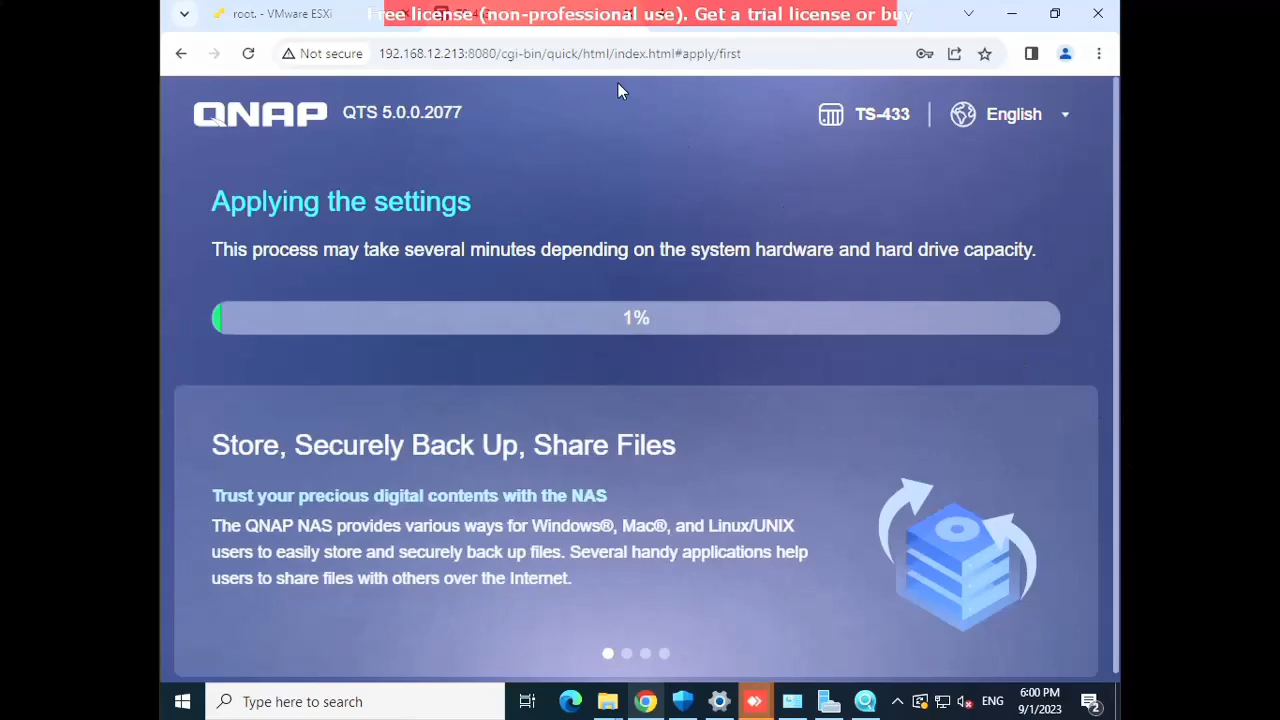 root. - VMware ESXi
Free license (non-professional use). Get a trial license or buy
Not secure
192.168.12.213:8080/cgi-bin/quick/html/index.html#apply/first
QNAP
QTS 5.0.0.2077
TS-433
English
Applying the settings
This process may take several minutes depending on the system hardware and hard drive capacity.
1%
Store, Securely Back Up, Share Files
Trust your precious digital contents with the NAS
The QNAP NAS provides various ways for Windows®, Mac®, and Linux/UNIX
users to easily store and securely back up files. Several handy applications help
users to share files with others over the Internet.
Type here to search
ENG
6:00 PM
9/1/2023
2